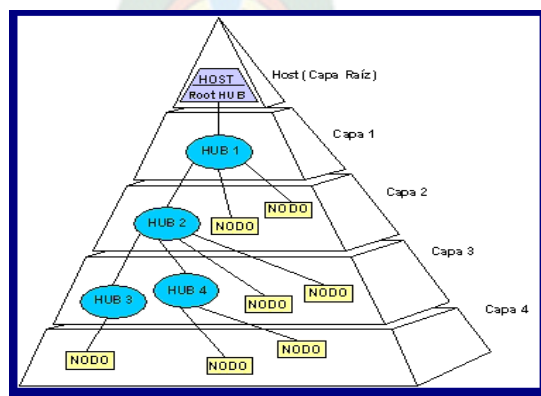 HOST
Root HUB
Host (Capa Raíz)
HUB 1
Capa 1
NODO
NODO
HUB 2
Capa 2
HUB 3
HUB 4
NODO
NODO
Capa 3
NODO
NODO
NODO
Capa 4